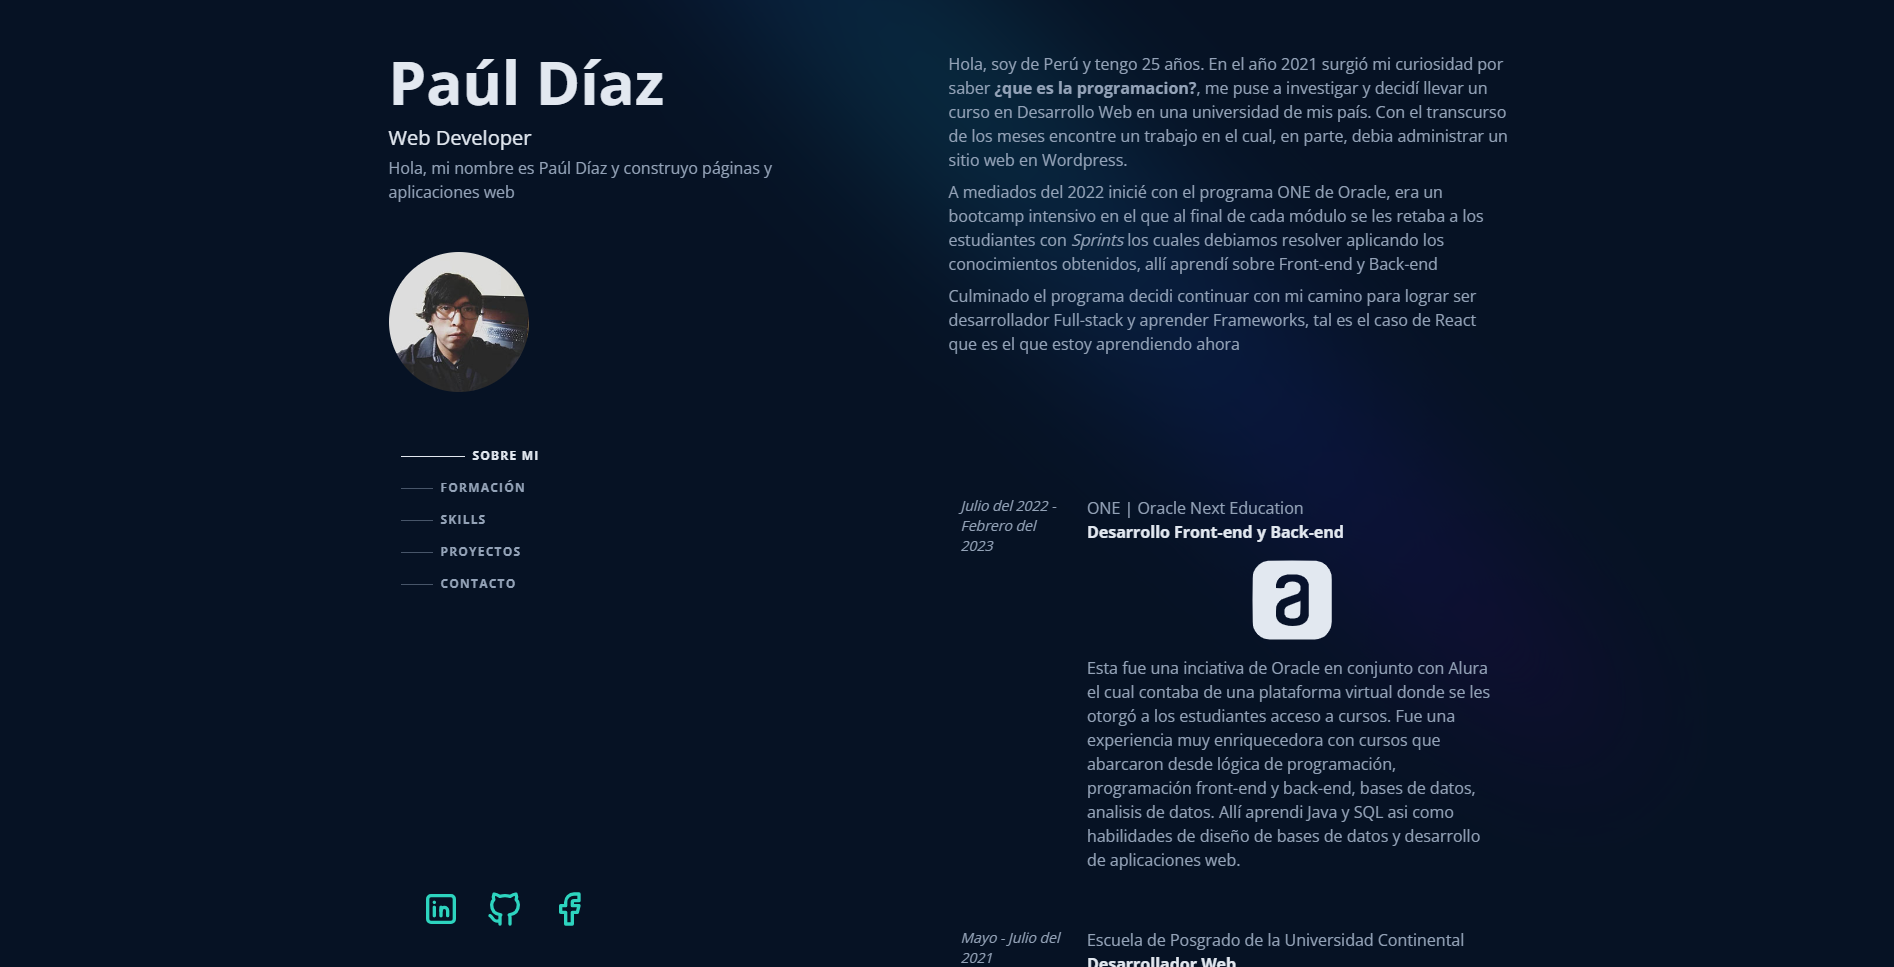 Paúl Díaz
Web Developer
Hola, mi nombre es Paúl Díaz y construyo páginas y
aplicaciones web
SOBRE MI
FORMACIÓN
SKILLS
PROYECTOS
CONTACTO
Hola, soy de Perú y tengo 25 años. En el año 2021 surgió mi curiosidad por
saber ¿que es la programacion?, me puse a investigar y decidí llevar un
curso en Desarrollo Web en una universidad de mis país. Con el transcurso
de los meses encontre un trabajo en el cual, en parte, debia administrar un
sitio web en Wordpress.
A mediados del 2022 inicié con el programa ONE de Oracle, era un
bootcamp intensivo en el que al final de cada módulo se les retaba a los
estudiantes con Sprints los cuales debiamos resolver aplicando los
conocimientos obtenidos, allí aprendí sobre Front-end y Back-end
Culminado el programa decidi continuar con mi camino para lograr ser
desarrollador Full-stack y aprender Frameworks, tal es el caso de React
que es el que estoy aprendiendo ahora
Julio del 2022 -
Febrero del
2023
ONE | Oracle Next Education
Desarrollo Front-end y Back-end
a
Esta fue una inciativa de Oracle en conjunto con Alura
el cual contaba de una plataforma virtual donde se les
otorgó a los estudiantes acceso a cursos. Fue una
experiencia muy enriquecedora con cursos que
abarcaron desde lógica de programación,
programación front-end y back-end, bases de datos,
analisis de datos. Allí aprendi Java y SQL asi como
habilidades de diseño de bases de datos y desarrollo
de aplicaciones web.
Mayo - Julio del
2021
Escuela de Posgrado de la Universidad Continental
Desarrollador Web
in